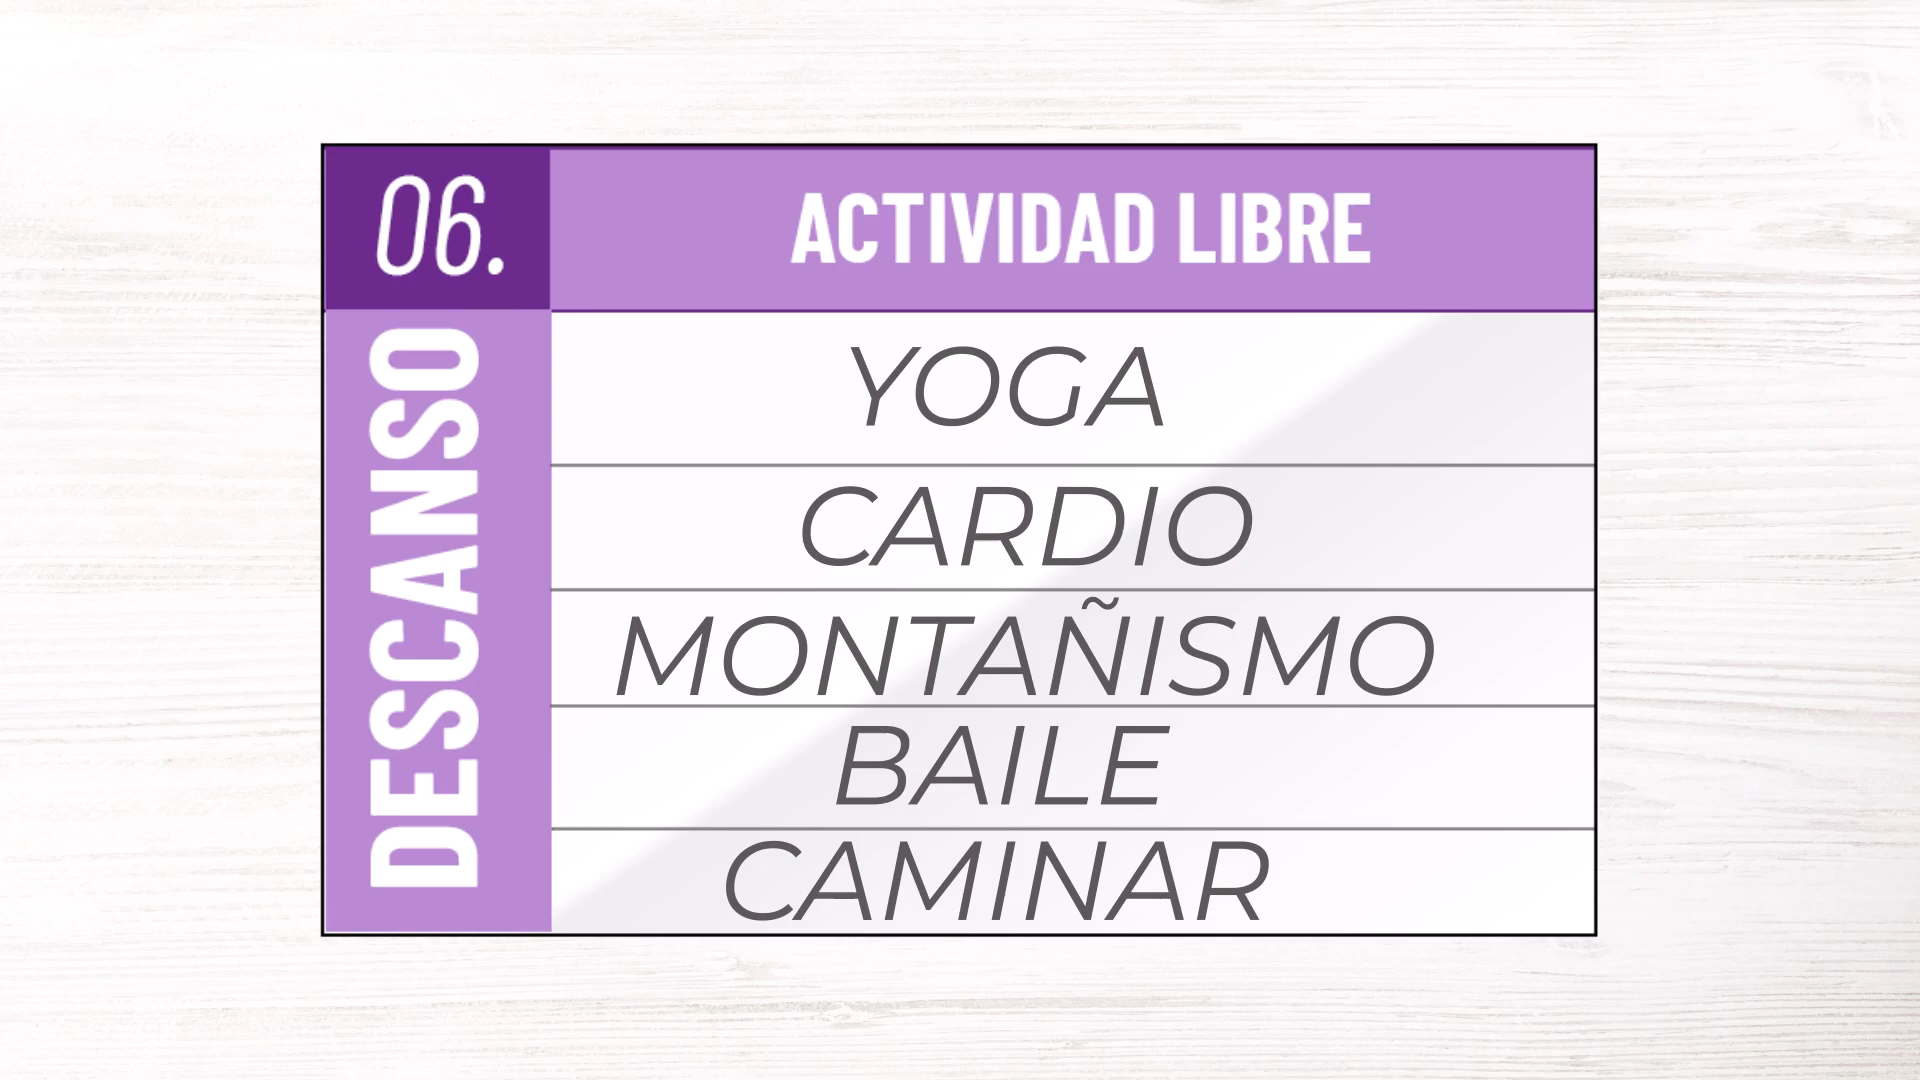 06.
ACTIVIDAD LIBRE
DESCANSO
YOGA
CARDIO
MONTAÑISMO
BAILE
CAMINAR